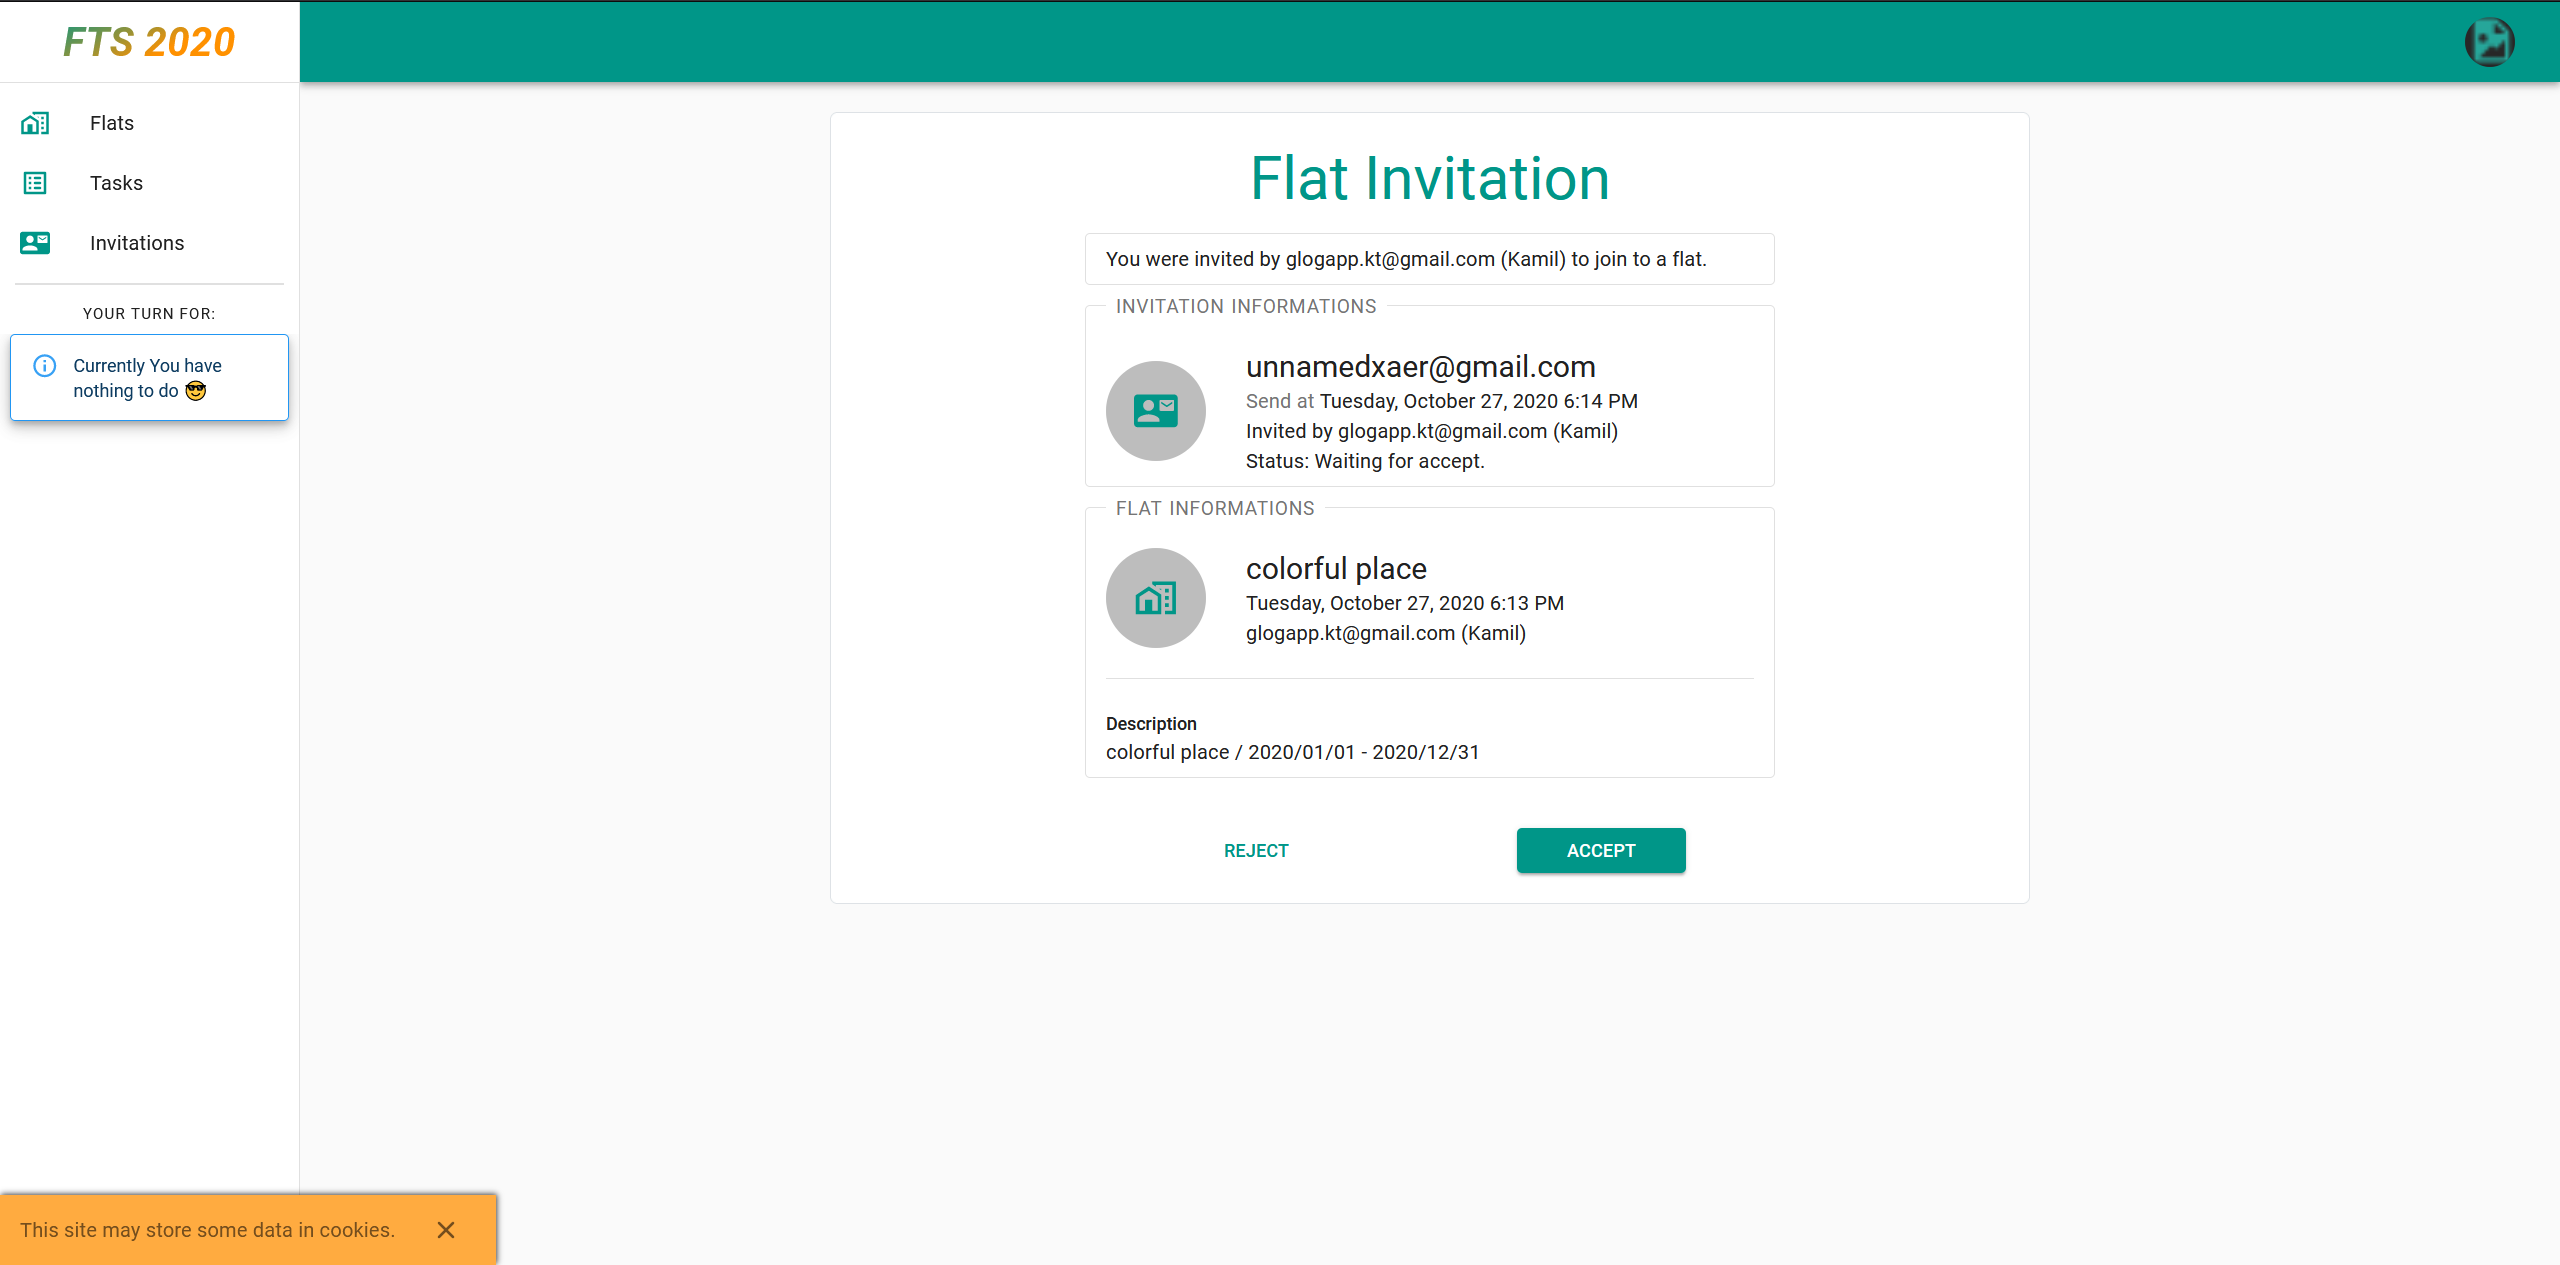 FTS 2020
Flats
Tasks
Invitations
YOUR TURN FOR:
Currently You have
nothing to do 😎
Flat Invitation
You were invited by glogapp.kt@gmail.com (Kamil) to join to a flat.
INVITATION INFORMATIONS
unnamedxaer@gmail.com
Send at Tuesday, October 27, 2020 6:14 PM
Invited by glogapp.kt@gmail.com (Kamil)
Status: Waiting for accept.
FLAT INFORMATIONS
colorful place
Tuesday, October 27, 2020 6:13 PM
glogapp.kt@gmail.com (Kamil)
Description
colorful place / 2020/01/01 - 2020/12/31
REJECT
ACCEPT
This site may store some data in cookies.